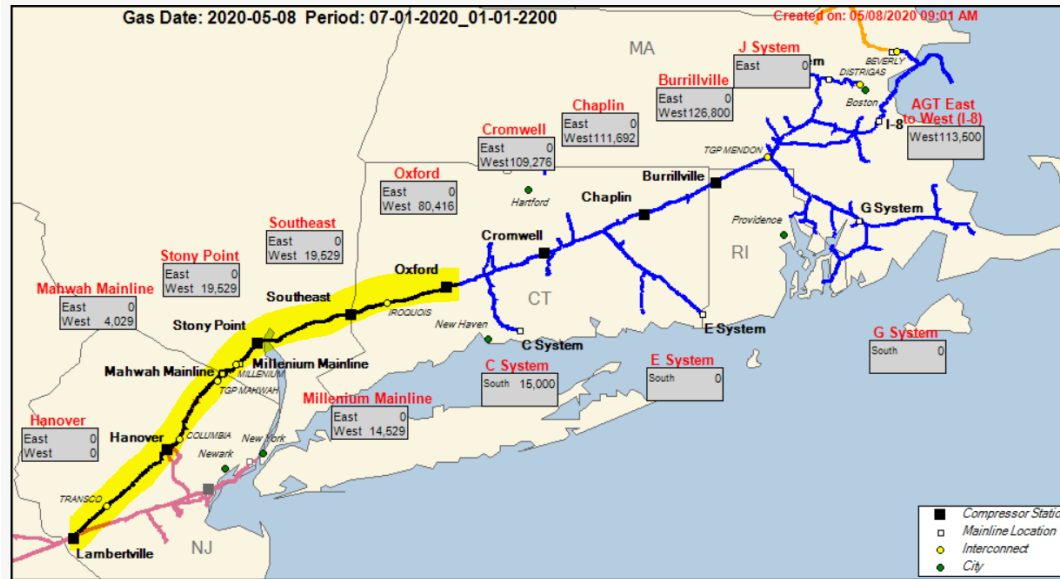 Gas Date: 2020-05-08 Period: 07-01-2020_01-01-2200
Created on: 05/08/2020 09:01 AM
MA
J System
East 0
BEVERLY
DISTRIGAS
Boston
I-8
AGT East
to West (I-8)
West 113,600
Burrillville
East 0
West 126,800
Chaplin
East 0
West 111,692
Cromwell
East 0
West 109,276
Oxford
East 0
West 80,416
Southeast
East 0
West 19,529
Stony Point
East 0
West 19,529
Mahwah Mainline
East 0
West 4,029
Hanover
East 0
West 0
TGP MENDON
Burrillville
Hartford
Chaplin
Providence
G System
Cromwell
RI
Oxford
CT
Southeast
IROQUOIS
New Haven
C System
E System
Stony Point
Millenium Mainline
Mahwah Mainline
MILLENIUM
TGP MAHWAH
G System
South 0
C System
South 15,000
E System
South 0
Millenium Mainline
East 0
West 14,529
Hanover
COLUMBIA
New York
Newark
TRANSCO
NJ
Lambertville
Compressor Static
Mainline Location
Interconnect
City